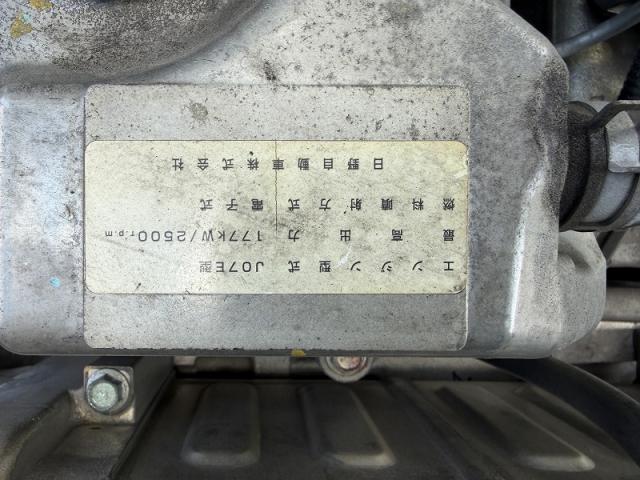 エンジン型式 J07E型
最高出力 177kW/2500r.p.m
燃料噴射方式 電子式
日野自動車株式会社